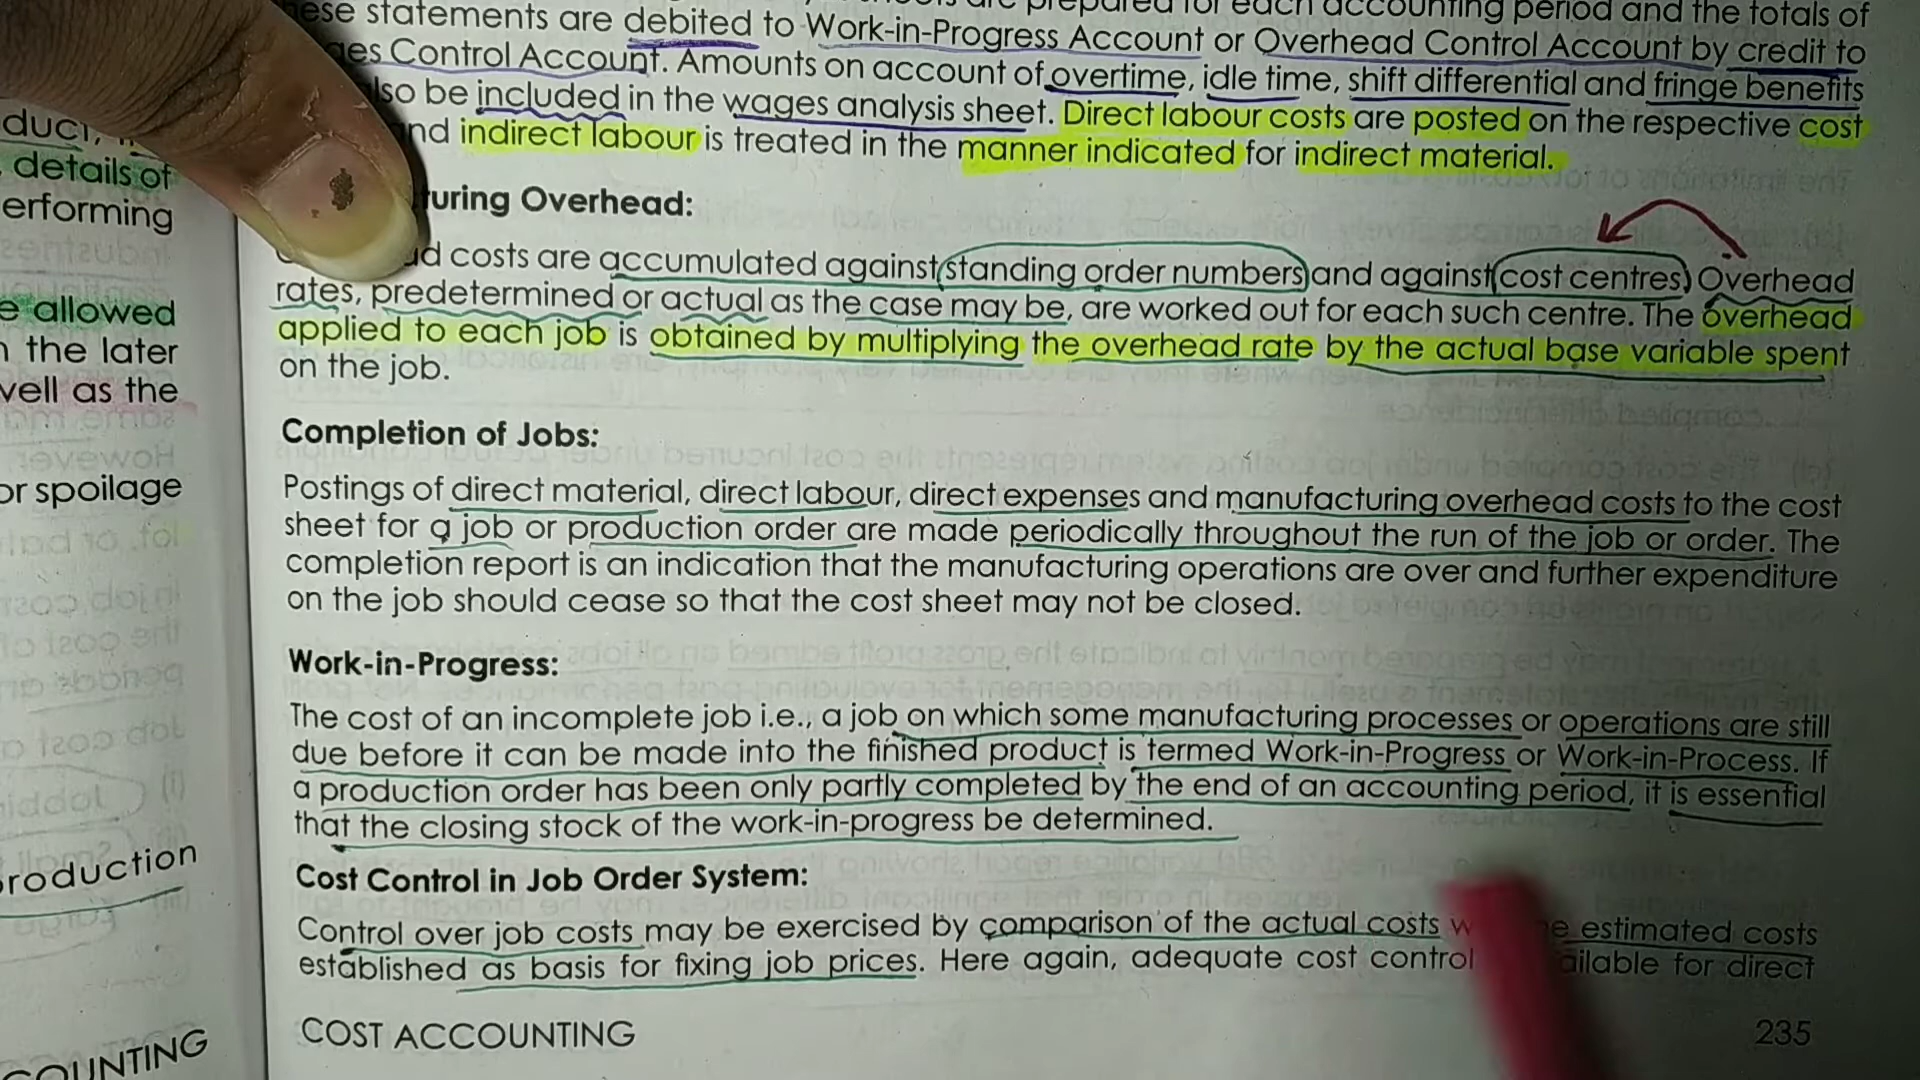 duct,
details of
erforming
e allowed
n the later
vell as the
or spoilage
roduction
COUNTING
ese statements are debited to Work-in-Progress Account or Overhead Control Account by credit to
es Control Account. Amounts on account of overtime, idle time, shift differential and fringe benefits
lso be included in the wages analysis sheet. Direct labour costs are posted on the respective cost
nd indirect labour is treated in the manner indicated for indirect material.
turing Overhead:
d costs are accumulated against standing order numbers and against cost centres. Overhead
rates, predetermined or actual as the case may be, are worked out for each such centre. The overhead
applied to each job is obtained by multiplying the overhead rate by the actual base variable spent
on the job.
Completion of Jobs:
Postings of direct material, direct labour, direct expenses and manufacturing overhead costs to the cost
sheet for a job or production order are made periodically throughout the run of the job or order. The
completion report is an indication that the manufacturing operations are over and further expenditure
on the job should cease so that the cost sheet may not be closed.
Work-in-Progress:
The cost of an incomplete job i.e., a job on which some manufacturing processes or operations are still
due before it can be made into the finished product is termed Work-in-Progress or Work-in-Process. If
a production order has been only partly completed by the end of an accounting period, it is essential
that the closing stock of the work-in-progress be determined.
Cost Control in Job Order System:
Control over job costs may be exercised by comparison of the actual costs w e estimated costs
established as basis for fixing job prices. Here again, adequate cost control ailable for direct
COST ACCOUNTING
235